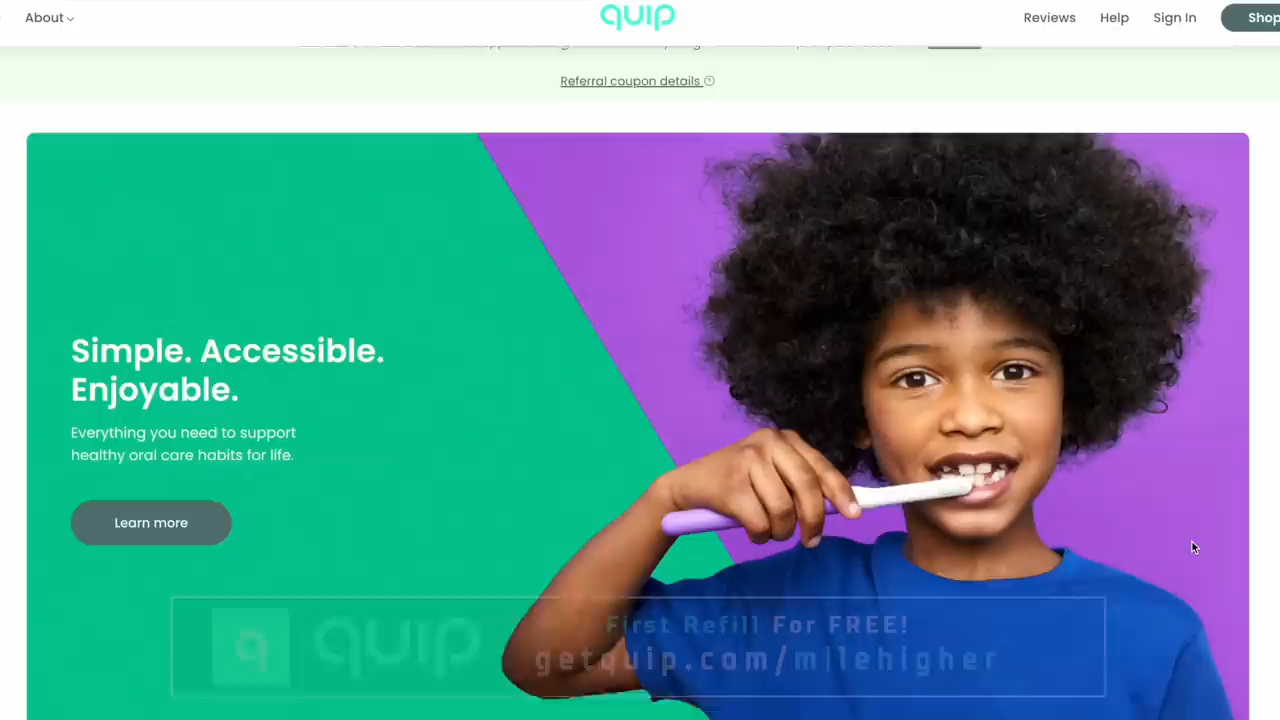 About
quip
Reviews
Help
Sign In
Shop
Referral coupon details
Simple. Accessible.
Enjoyable.
Everything you need to support
healthy oral care habits for life.
Learn more
q quip
First Refill For FREE!
getquip.com/milehigher